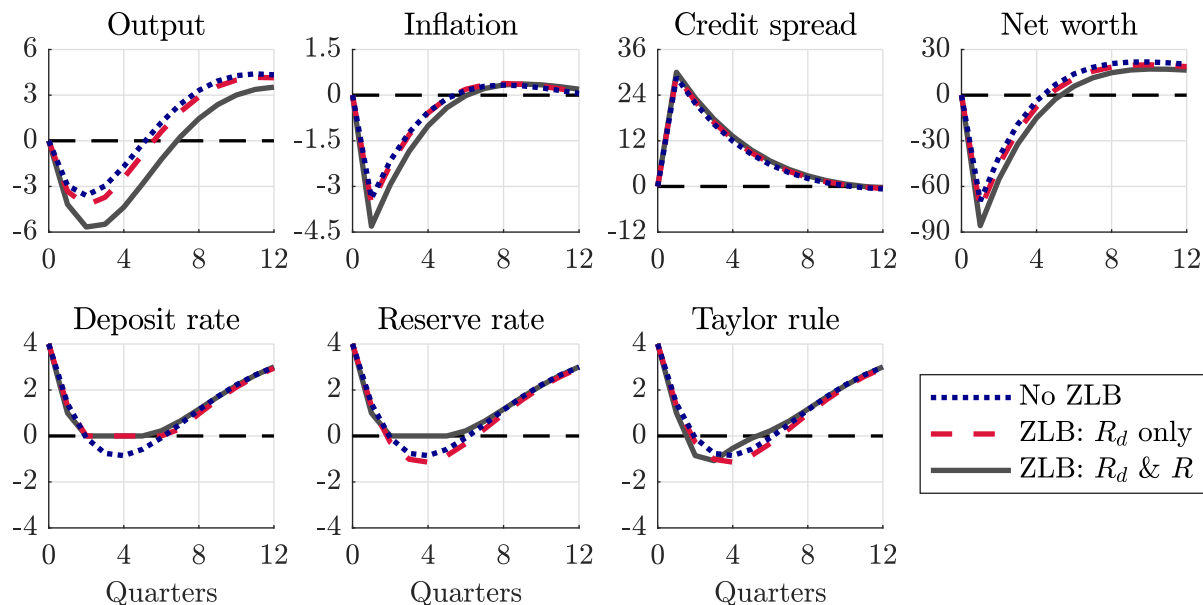 Output
Inflation
Credit spread
Net worth
6
3
0
-3
-6
0 4 8 12
1.5
0
-1.5
-3
-4.5
0 4 8 12
36
24
12
0
-12
0 4 8 12
30
0
-30
-60
-90
0 4 8 12
Deposit rate
Reserve rate
Taylor rule
4
2
0
-2
-4
0 4 8 12
Quarters
4
2
0
-2
-4
0 4 8 12
Quarters
4
2
0
-2
-4
0 4 8 12
Quarters
No ZLB
ZLB: R_d only
ZLB: R_d & R